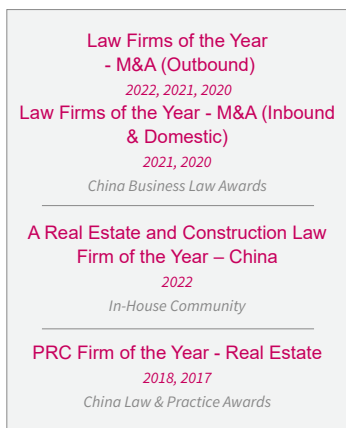 Law Firms of the Year
- M&A (Outbound)
2022, 2021, 2020
Law Firms of the Year - M&A (Inbound
& Domestic)
2021, 2020
China Business Law Awards
A Real Estate and Construction Law
Firm of the Year – China
2022
In-House Community
PRC Firm of the Year - Real Estate
2018, 2017
China Law & Practice Awards